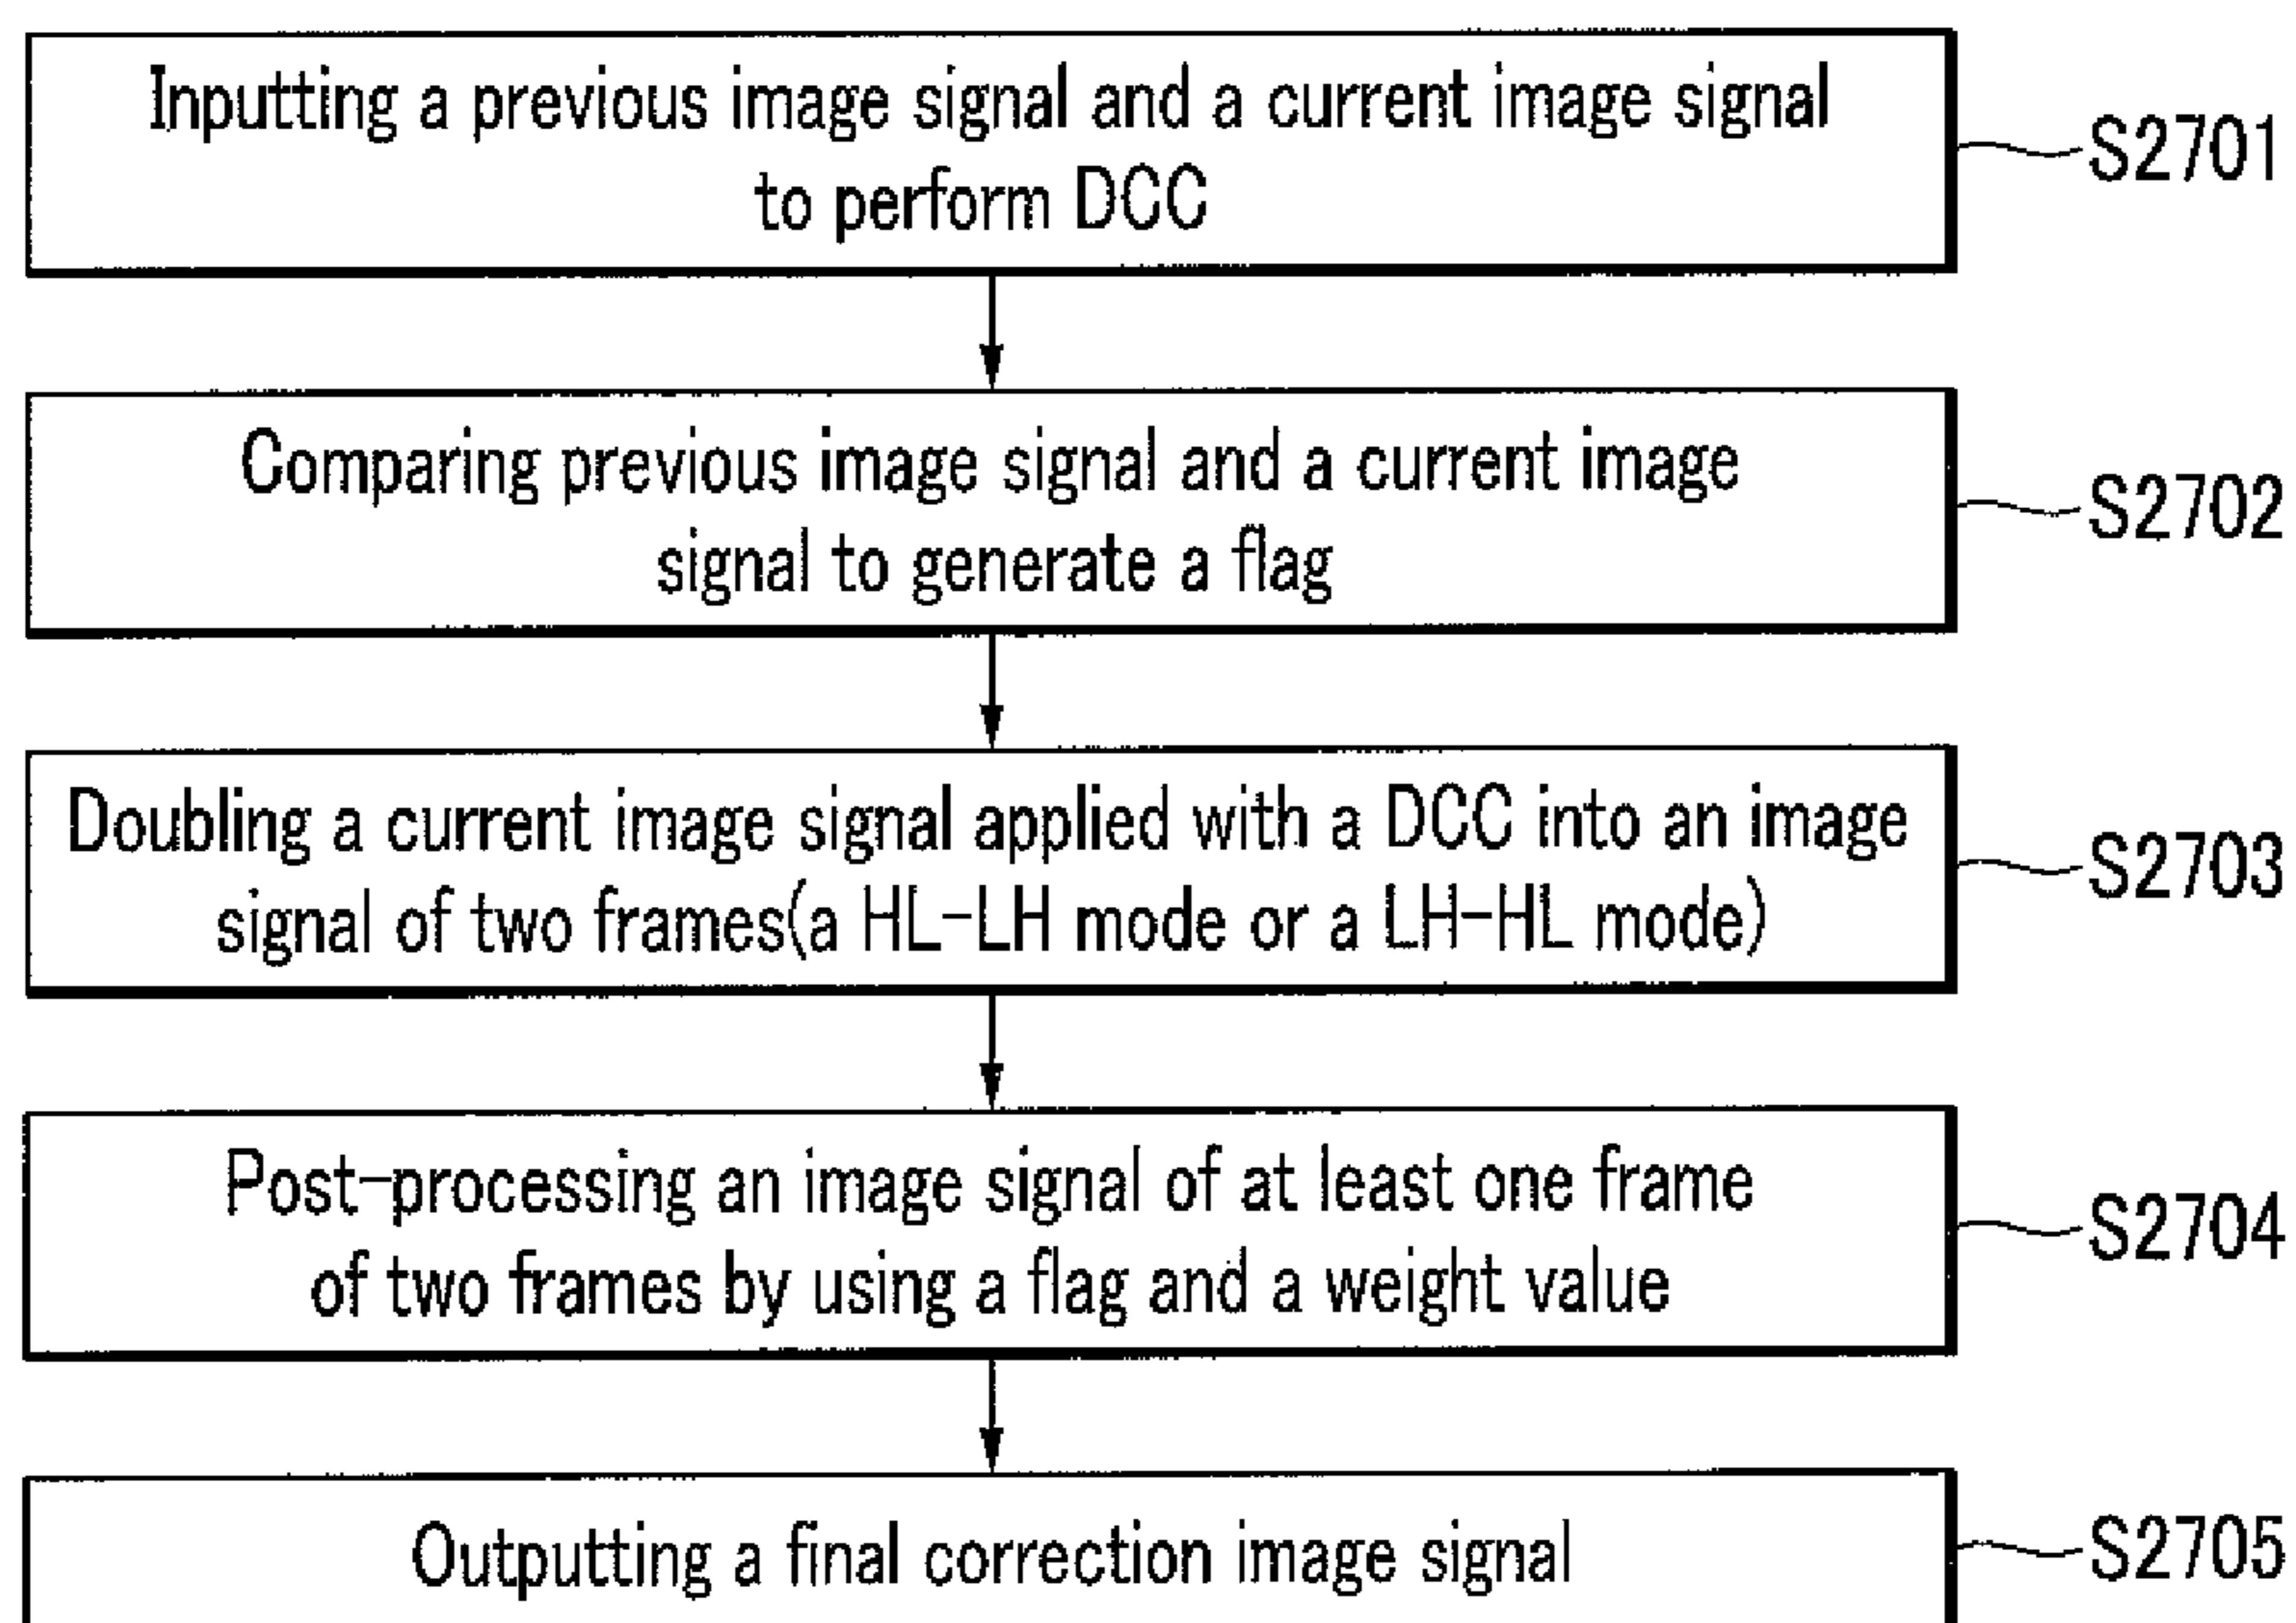 Inputting a previous image signal and a current image signal
to perform DCC
S2701
Comparing previous image signal and a current image
signal to generate a flag
S2702
Doubling a current image signal applied with a DCC into an image
signal of two frames(a HL-LH mode or a LH-HL mode)
S2703
Post-processing an image signal of at least one frame
of two frames by using a flag and a weight value
S2704
Outputting a final correction image signal
S2705